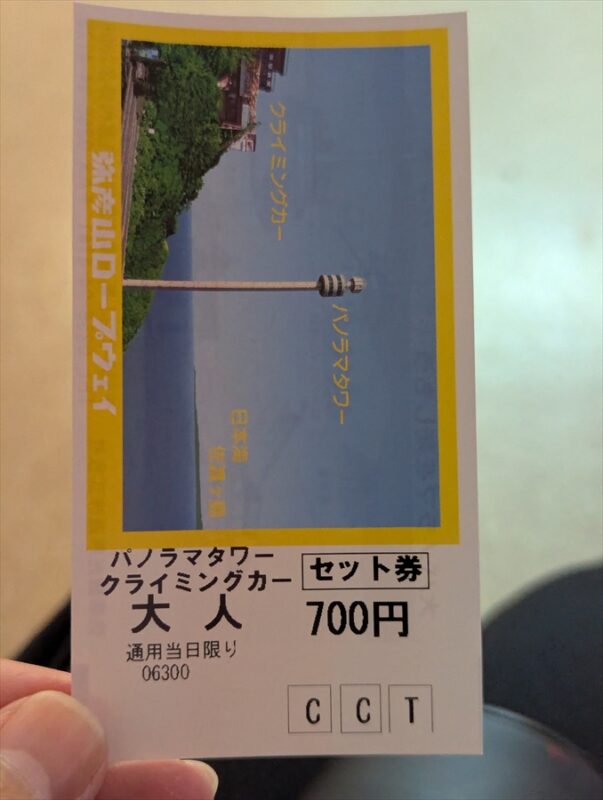 弥彦山ロープウェイ
クライミングカー
パノラマタワー
日本海
佐渡ヶ島
パノラマタワー
クライミングカー
セット券
大人
700円
通用当日限り
06300
C C T